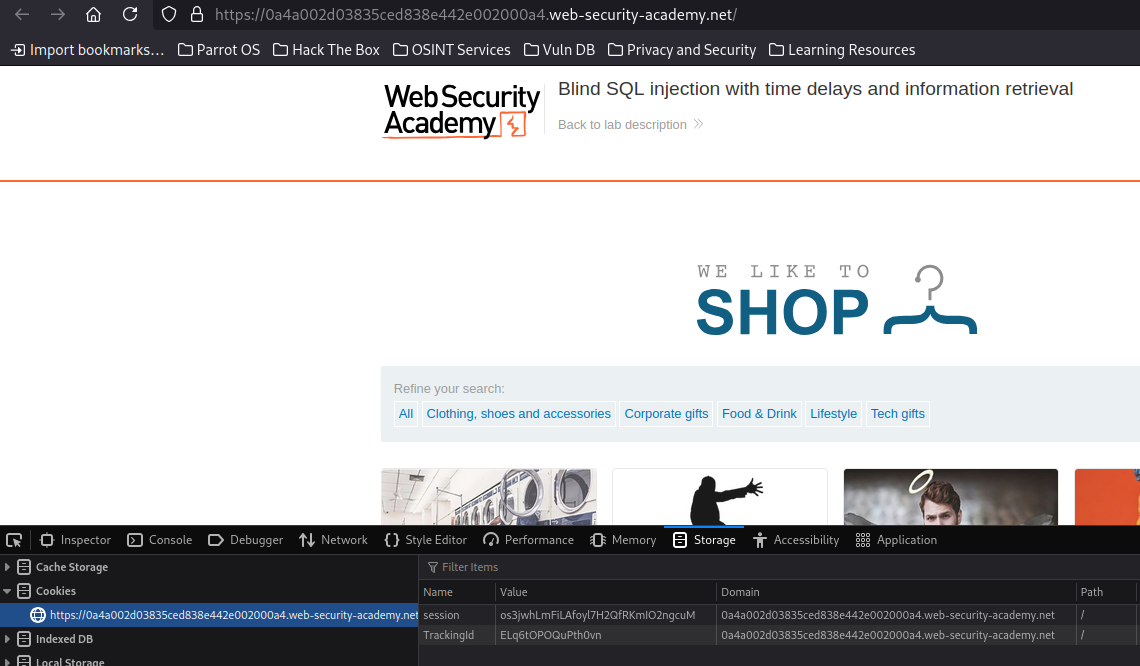 https://0a4a002d03835ced838e442e002000a4.web-security-academy.net/
Import bookmarks... Parrot OS Hack The Box OSINT Services Vuln DB Privacy and Security Learning Resources
Web Security
Academy
Blind SQL injection with time delays and information retrieval
Back to lab description
WE LIKE TO
SHOP
Refine your search:
All Clothing, shoes and accessories Corporate gifts Food & Drink Lifestyle Tech gifts
Inspector Console Debugger Network Style Editor Performance Memory Storage Accessibility Application
Cache Storage
Cookies
https://0a4a002d03835ced838e442e002000a4.web-security-academy.net
Indexed DB
Local Storage
Filter Items
Name Value Domain Path
session os3jwhLmFiLAfoyl7H2QfRKmIO2ngcuM 0a4a002d03835ced838e442e002000a4.web-security-academy.net /
TrackingId ELq6tOPOQuPth0vn 0a4a002d03835ced838e442e002000a4.web-security-academy.net /